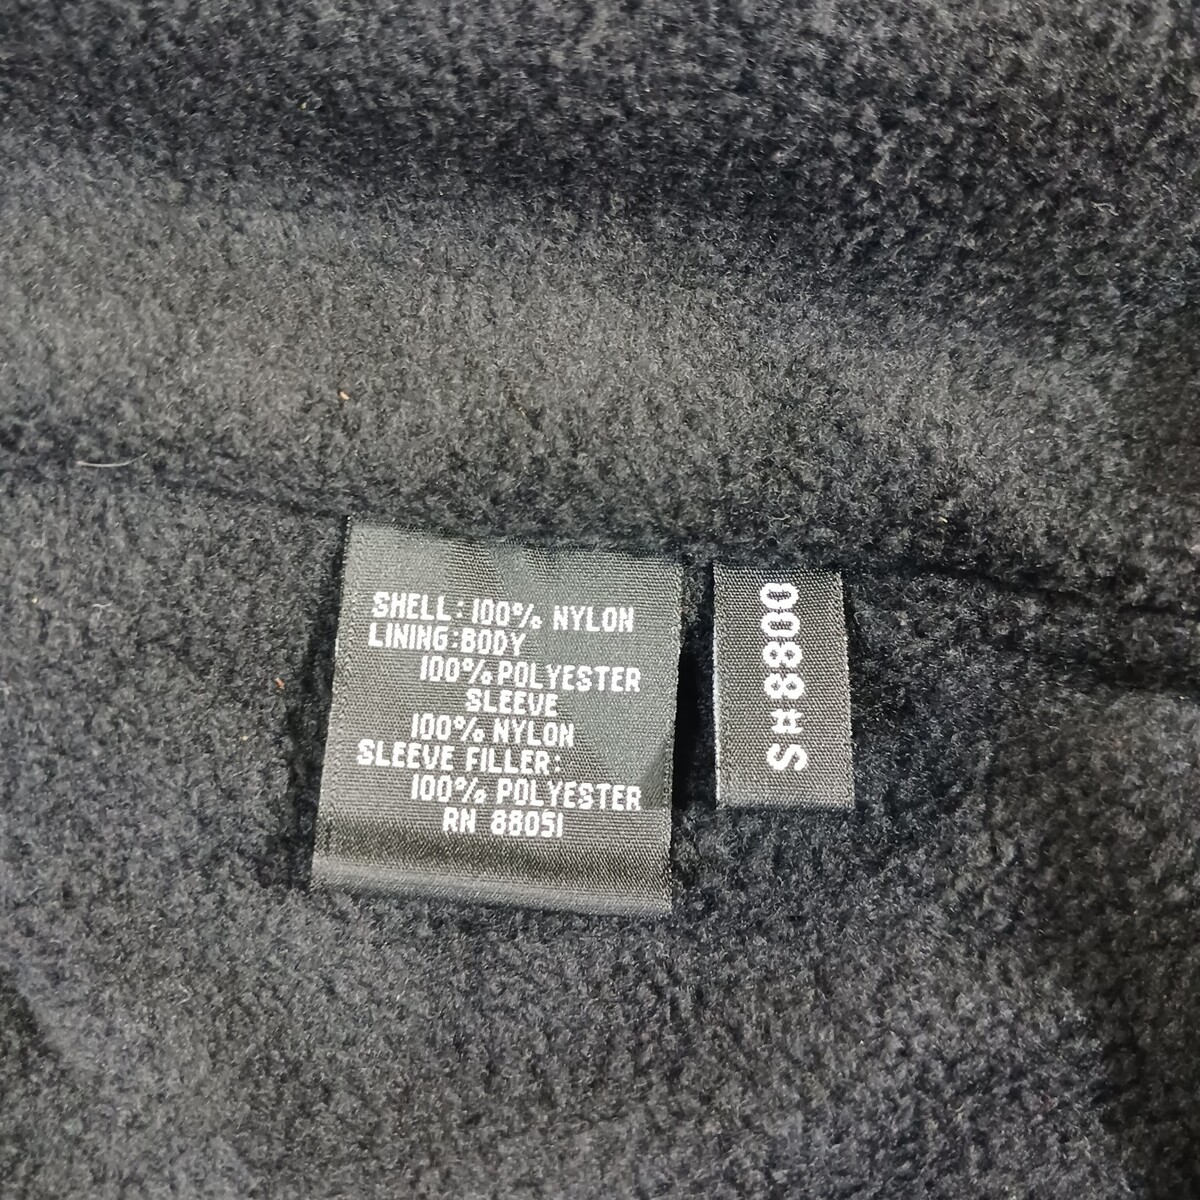 SHELL: 100% NYLON
LINING:BODY
100% POLYESTER
SLEEVE
100% NYLON
SLEEVE FILLER:
100% POLYESTER
RN 88051
S#8800